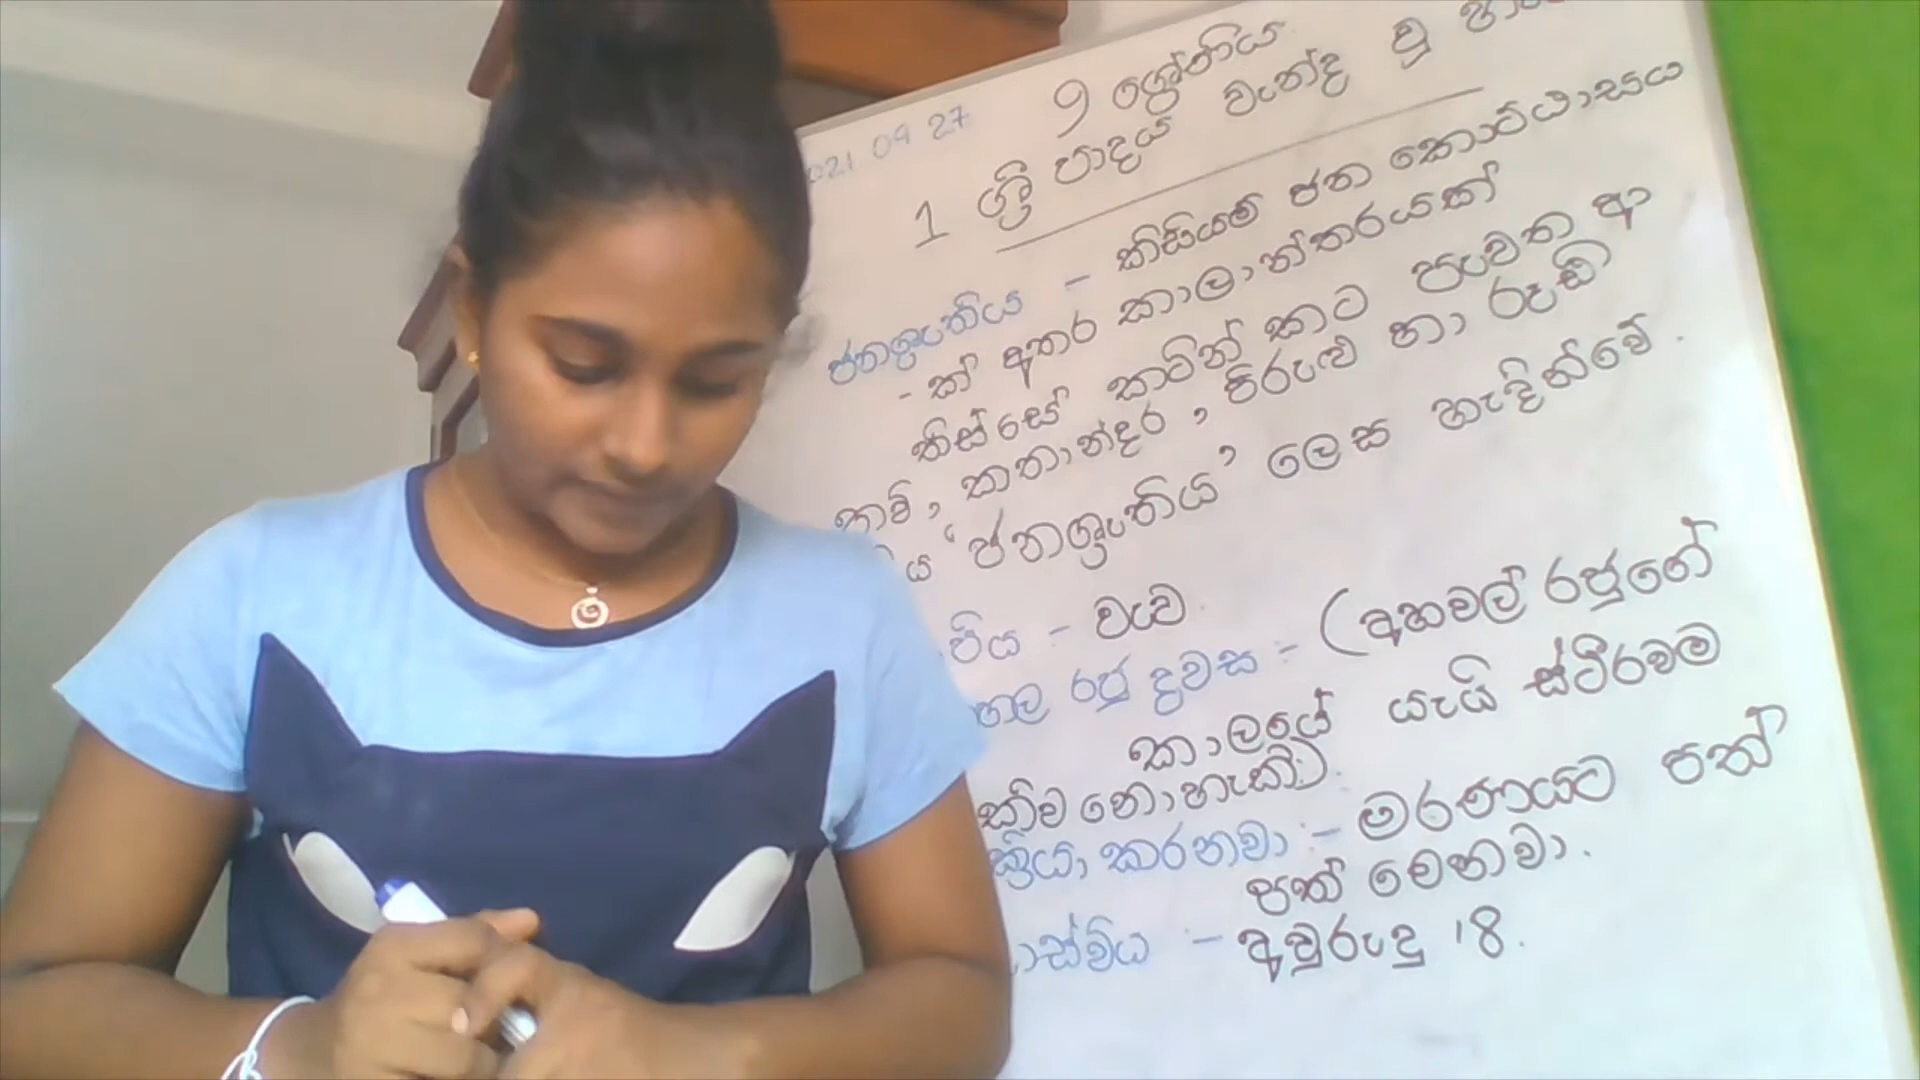 9 ශ්‍රේණිය
021 09 27
1 ශ්‍රී පාදය වැන්ද වූ
ජනශ්‍රැතිය - කිසියම් ජන කොට්ඨාසය
- ක් අතර කාලාන්තරයක්
තිස්සේ කටින් කට පැවත ආ
කවි, කතාන්දර, පිරුළු හා රූඪි
ය 'ජනශ්‍රැතිය' ලෙස හැදින්වේ.
පිය - වැව
හල රජු දවස :- (අහවල් රජුගේ
කාලයේ යැයි ස්ථිරවම
කිව නොහැකි).
ක්‍රියා කරනවා :- මරණයට පත්
පත් වෙනවා.
ාස්විය - අවුරුදු 18.